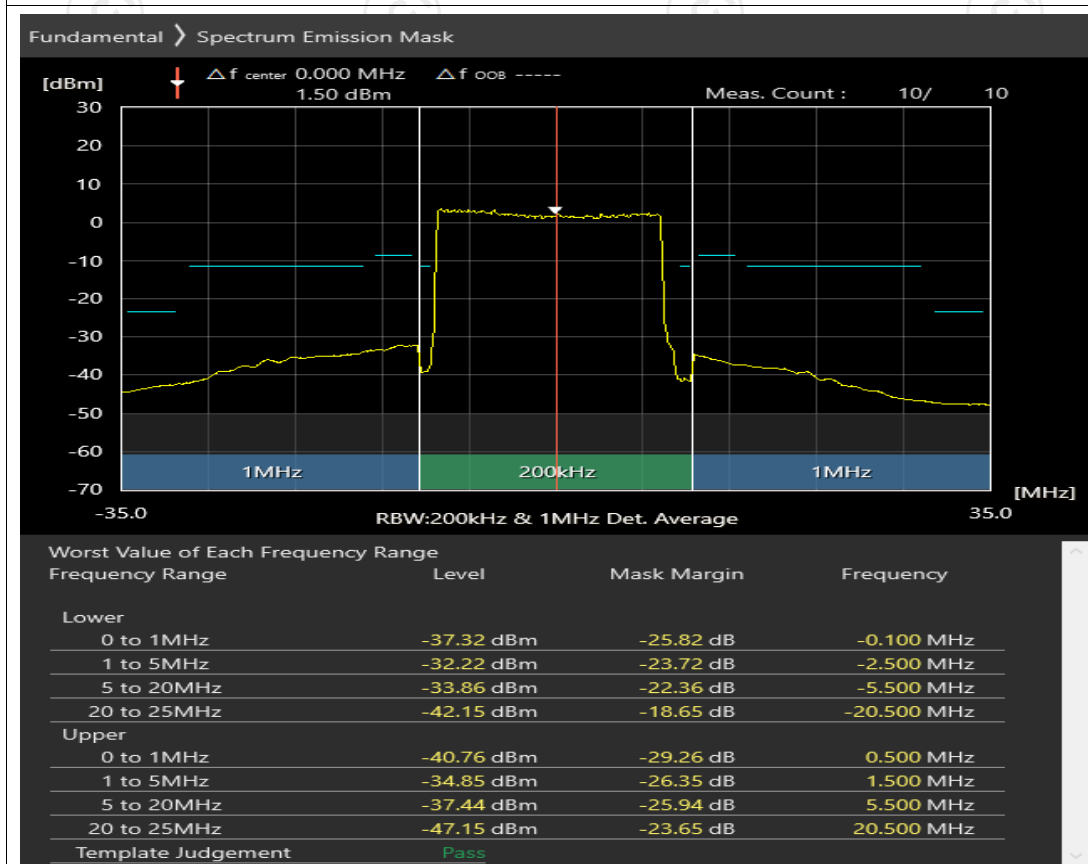 Fundamental ❯ Spectrum Emission Mask
[dBm] Δf center 0.000 MHz Δf OOB -----
1.50 dBm Meas. Count : 10/ 10
30
20
10
0
-10
-20
-30
-40
-50
-60
1MHz 200kHz 1MHz
-70
[MHz]
-35.0 RBW:200kHz & 1MHz Det. Average 35.0
Worst Value of Each Frequency Range
Frequency Range Level Mask Margin Frequency
Lower
0 to 1MHz -37.32 dBm -25.82 dB -0.100 MHz
1 to 5MHz -32.22 dBm -23.72 dB -2.500 MHz
5 to 20MHz -33.86 dBm -22.36 dB -5.500 MHz
20 to 25MHz -42.15 dBm -18.65 dB -20.500 MHz
Upper
0 to 1MHz -40.76 dBm -29.26 dB 0.500 MHz
1 to 5MHz -34.85 dBm -26.35 dB 1.500 MHz
5 to 20MHz -37.44 dBm -25.94 dB 5.500 MHz
20 to 25MHz -47.15 dBm -23.65 dB 20.500 MHz
Template Judgement Pass